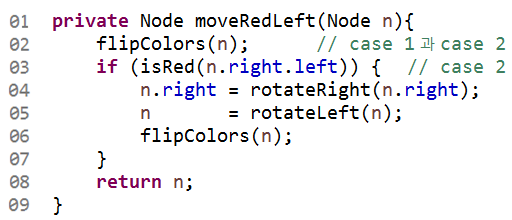 01 private Node moveRedLeft(Node n){
02     flipColors(n);      // case 1과 case 2
03     if (isRed(n.right.left)) {  // case 2
04         n.right = rotateRight(n.right);
05         n       = rotateLeft(n);
06         flipColors(n);
07     }
08     return n;
09 }